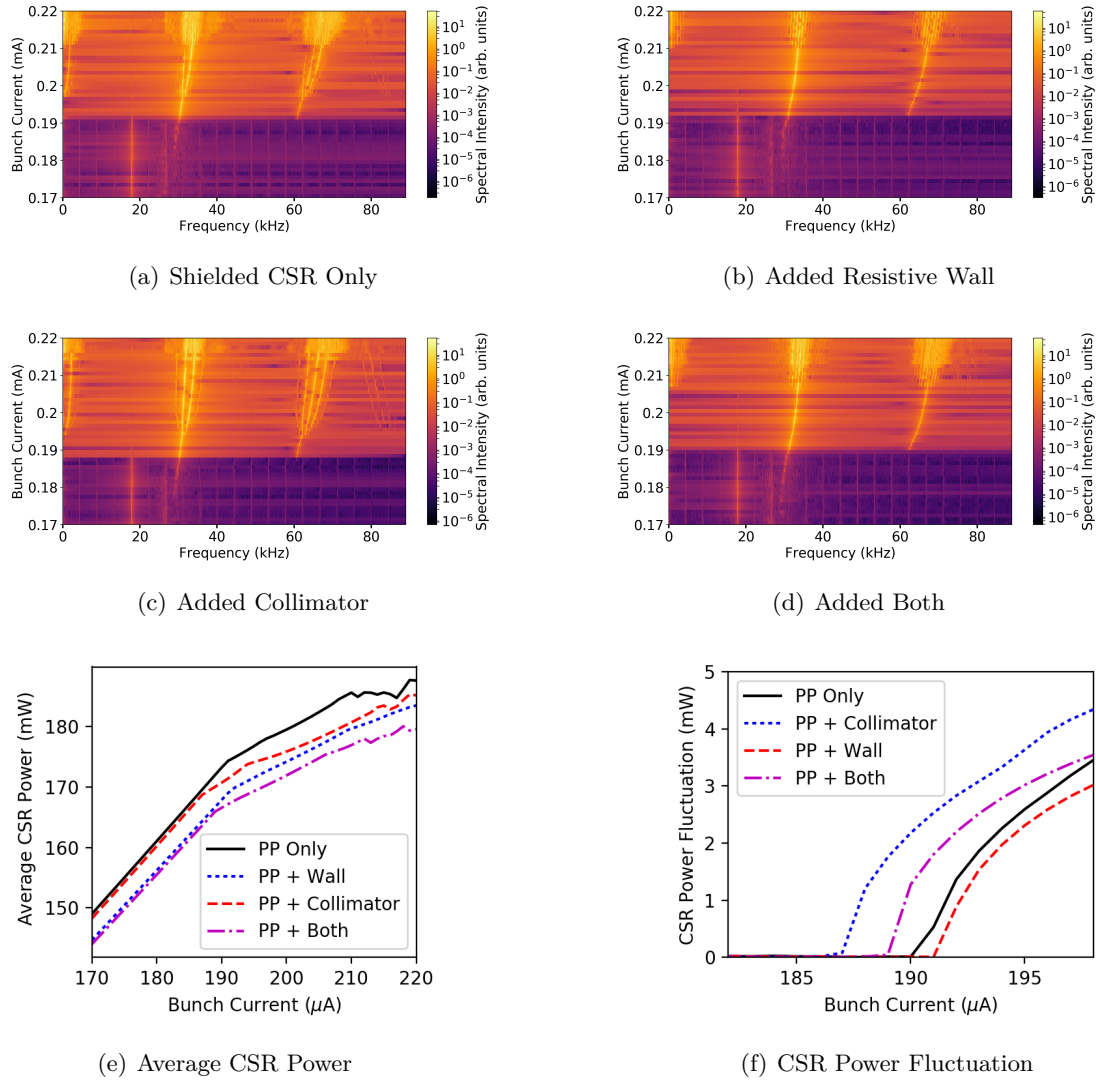 0.22
0.21
0.2
0.19
0.18
0.17
Bunch Current (mA)
0 20 40 60 80
Frequency (kHz)
10^1
10^0
10^-1
10^-2
10^-3
10^-4
10^-5
10^-6
Spectral Intensity (arb. units)
(a) Shielded CSR Only
0.22
0.21
0.2
0.19
0.18
0.17
Bunch Current (mA)
0 20 40 60 80
Frequency (kHz)
10^1
10^0
10^-1
10^-2
10^-3
10^-4
10^-5
10^-6
Spectral Intensity (arb. units)
(b) Added Resistive Wall
0.22
0.21
0.2
0.19
0.18
0.17
Bunch Current (mA)
0 20 40 60 80
Frequency (kHz)
10^1
10^0
10^-1
10^-2
10^-3
10^-4
10^-5
10^-6
Spectral Intensity (arb. units)
(c) Added Collimator
0.22
0.21
0.2
0.19
0.18
0.17
Bunch Current (mA)
0 20 40 60 80
Frequency (kHz)
10^1
10^0
10^-1
10^-2
10^-3
10^-4
10^-5
10^-6
Spectral Intensity (arb. units)
(d) Added Both
180
170
160
150
Average CSR Power (mW)
PP Only
PP + Wall
PP + Collimator
PP + Both
170 180 190 200 210 220
Bunch Current (μA)
(e) Average CSR Power
5
4
3
2
1
0
CSR Power Fluctuation (mW)
PP Only
PP + Collimator
PP + Wall
PP + Both
185 190 195
Bunch Current (μA)
(f) CSR Power Fluctuation